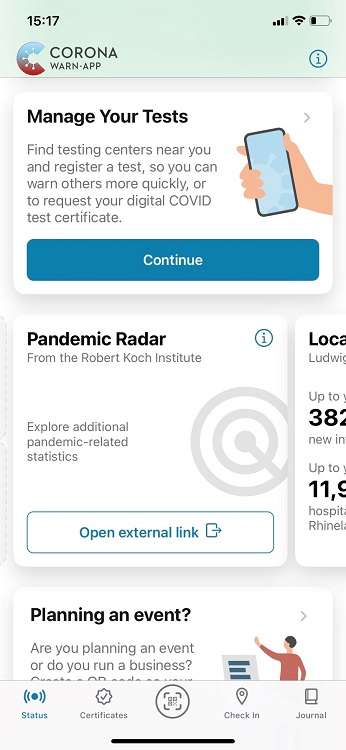 15:17
CORONA
WARN-APP
Manage Your Tests
Find testing centers near you
and register a test, so you can
warn others more quickly, or
to request your digital COVID
test certificate.
Continue
Pandemic Radar
From the Robert Koch Institute
Explore additional
pandemic-related
statistics
Open external link
Loca
Ludwig
Up to y
382
new in
Up to y
11,9
hospita
Rhinela
Planning an event?
Are you planning an event
or do you run a business?
Status
Certificates
Check In
Journal